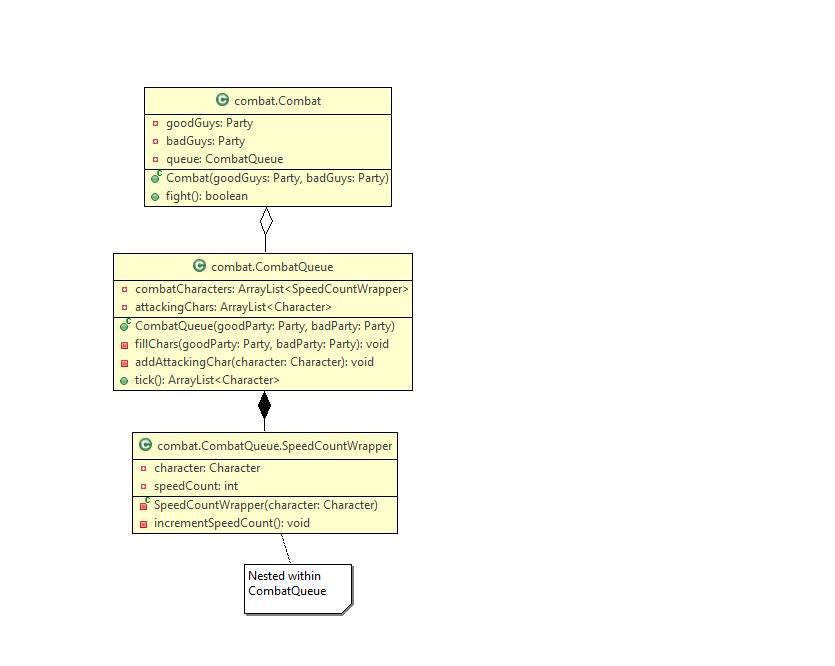 C combat.Combat
goodGuys: Party
badGuys: Party
queue: CombatQueue
C Combat(goodGuys: Party, badGuys: Party)
fight(): boolean
C combat.CombatQueue
combatCharacters: ArrayList<SpeedCountWrapper>
attackingChars: ArrayList<Character>
C CombatQueue(goodParty: Party, badParty: Party)
fillChars(goodParty: Party, badParty: Party): void
addAttackingChar(character: Character): void
tick(): ArrayList<Character>
C combat.CombatQueue.SpeedCountWrapper
character: Character
speedCount: int
C SpeedCountWrapper(character: Character)
incrementSpeedCount(): void
Nested within
CombatQueue